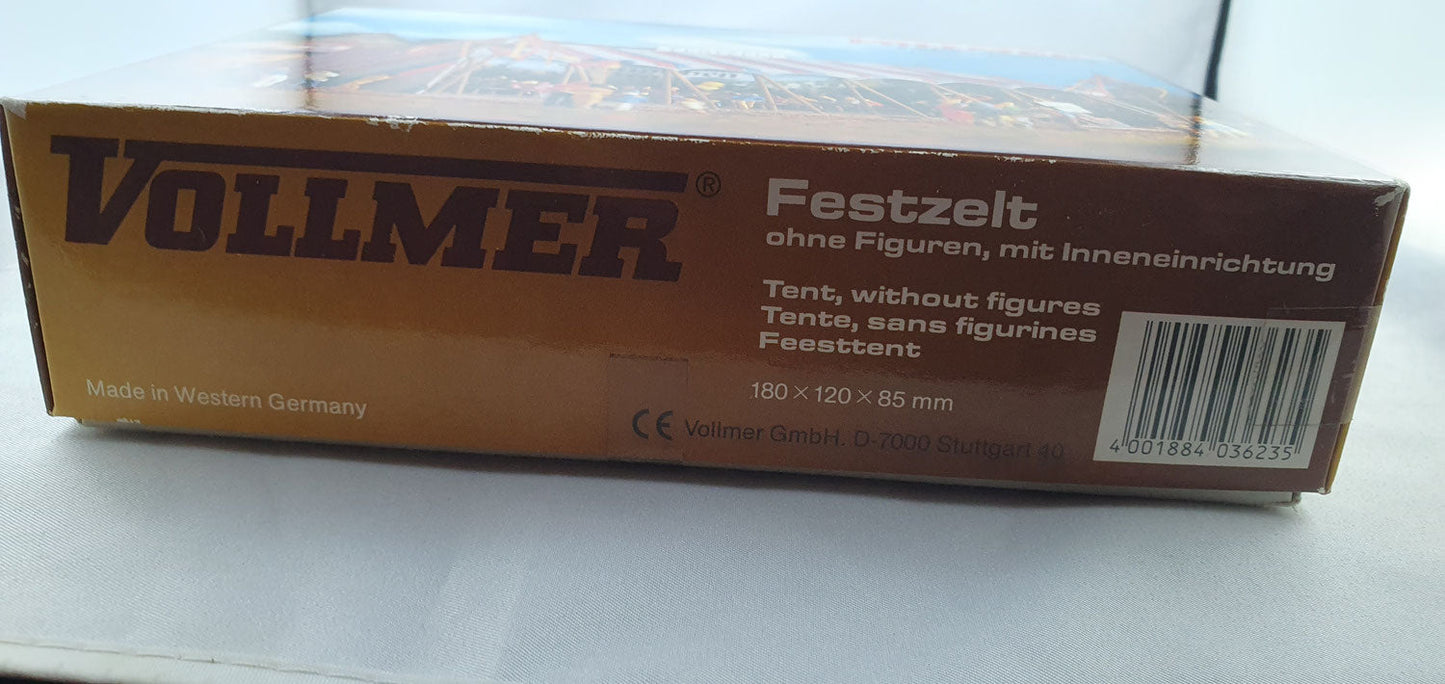 VOLLMER®
Festzelt
ohne Figuren, mit Inneneinrichtung
Tent, without figures
Tente, sans figurines
Feesttent
180 × 120 × 85 mm
Made in Western Germany
CE Vollmer GmbH. D-7000 Stuttgart 40
4 001884 036235